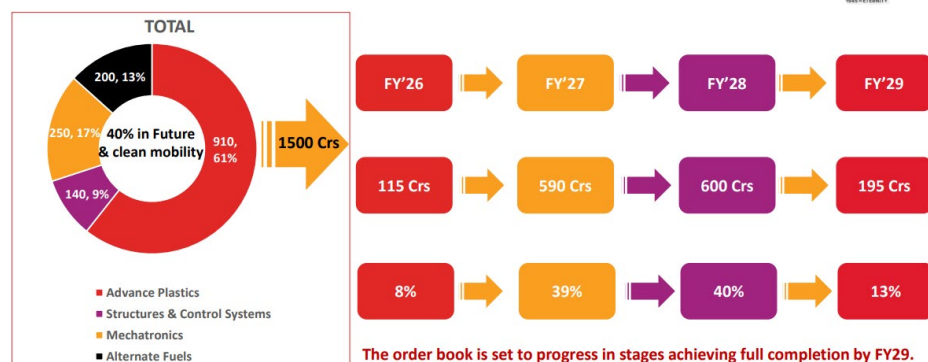 TOTAL
200, 13%
250, 17%
40% in Future
& clean mobility
910,
61%
140, 9%
1500 Crs
Advance Plastics
Structures & Control Systems
Mechatronics
Alternate Fuels
FY'26
FY'27
FY'28
FY'29
115 Crs
590 Crs
600 Crs
195 Crs
8%
39%
40%
13%
The order book is set to progress in stages achieving full completion by FY29.